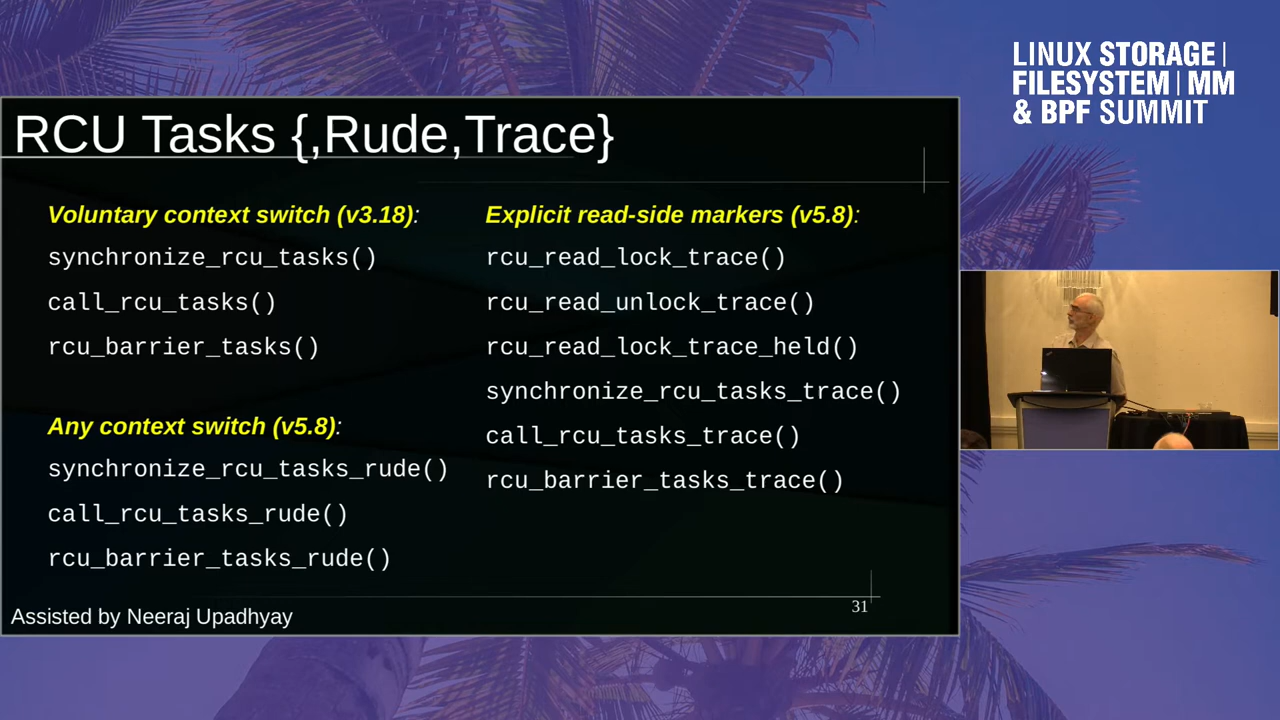 LINUX STORAGE |
FILESYSTEM | MM
& BPF SUMMIT
RCU Tasks {,Rude,Trace}
Voluntary context switch (v3.18):
synchronize_rcu_tasks()
call_rcu_tasks()
rcu_barrier_tasks()
Any context switch (v5.8):
synchronize_rcu_tasks_rude()
call_rcu_tasks_rude()
rcu_barrier_tasks_rude()
Explicit read-side markers (v5.8):
rcu_read_lock_trace()
rcu_read_unlock_trace()
rcu_read_lock_trace_held()
synchronize_rcu_tasks_trace()
call_rcu_tasks_trace()
rcu_barrier_tasks_trace()
31
Assisted by Neeraj Upadhyay